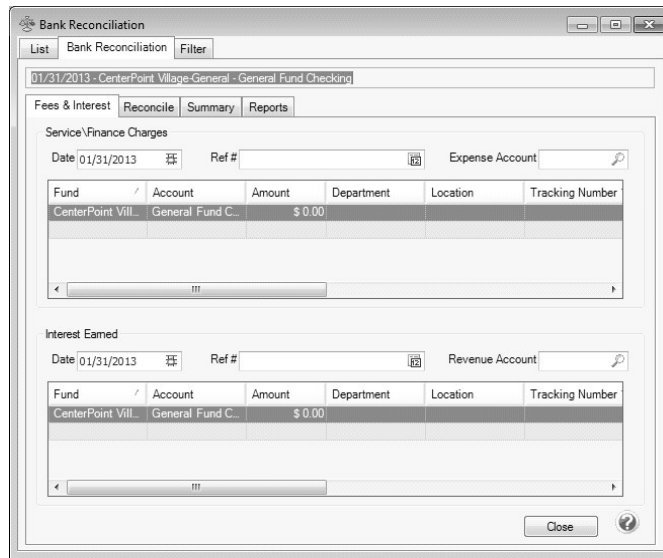 Bank Reconciliation
List Bank Reconciliation Filter
01/31/2013 - CenterPoint Village-General - General Fund Checking
Fees & Interest Reconcile Summary Reports
Service\Finance Charges
Date 01/31/2013 Ref # Expense Account
Fund Account Amount Department Location Tracking Number
CenterPoint Vill... General Fund C... $ 0.00
Interest Earned
Date 01/31/2013 Ref # Revenue Account
Fund Account Amount Department Location Tracking Number
CenterPoint Vill... General Fund C... $ 0.00
Close